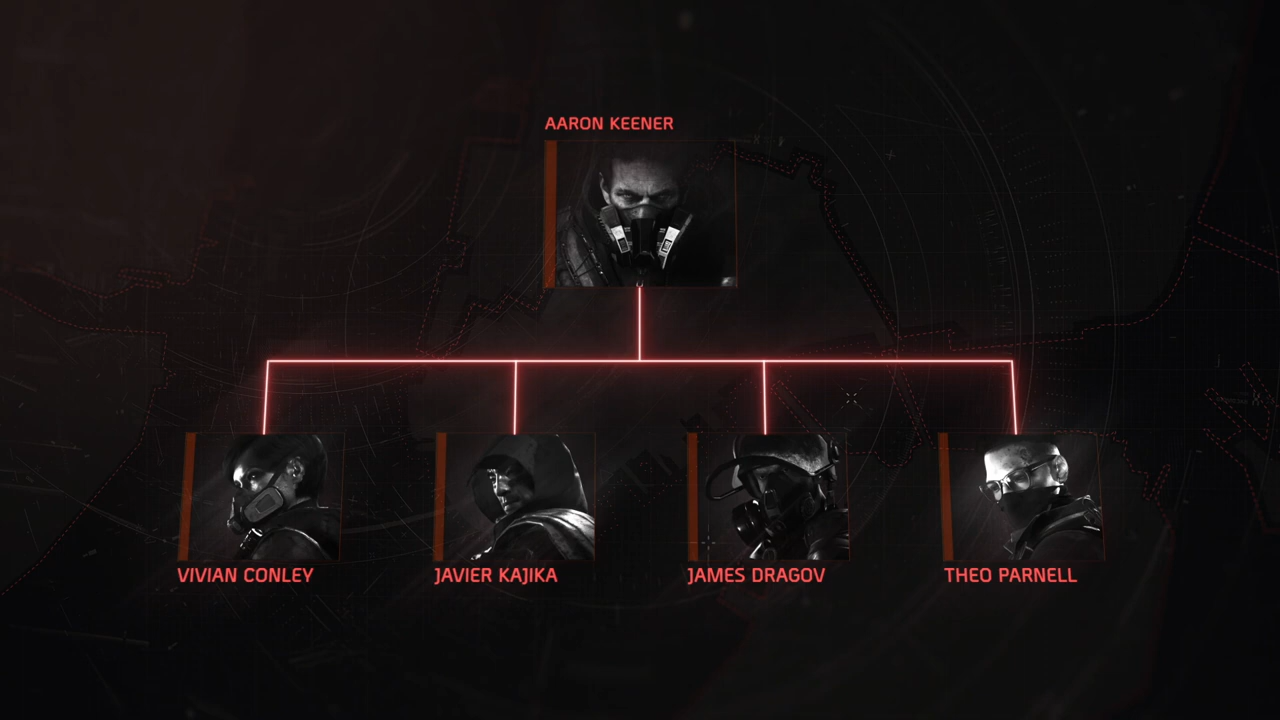 AARON KEENER
VIVIAN CONLEY
JAVIER KAJIKA
JAMES DRAGOV
THEO PARNELL